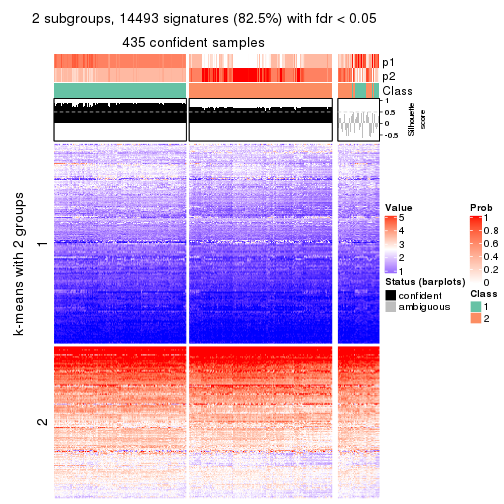 2 subgroups, 14493 signatures (82.5%) with fdr < 0.05
435 confident samples
p1
p2
Class
1
0.5
0
-0.5
Silhouette
score
k-means with 2 groups
1
2
Value
5
4
3
2
1
Status (barplots)
confident
ambiguous
Prob
1
0.8
0.6
0.4
0.2
0
Class
1
2